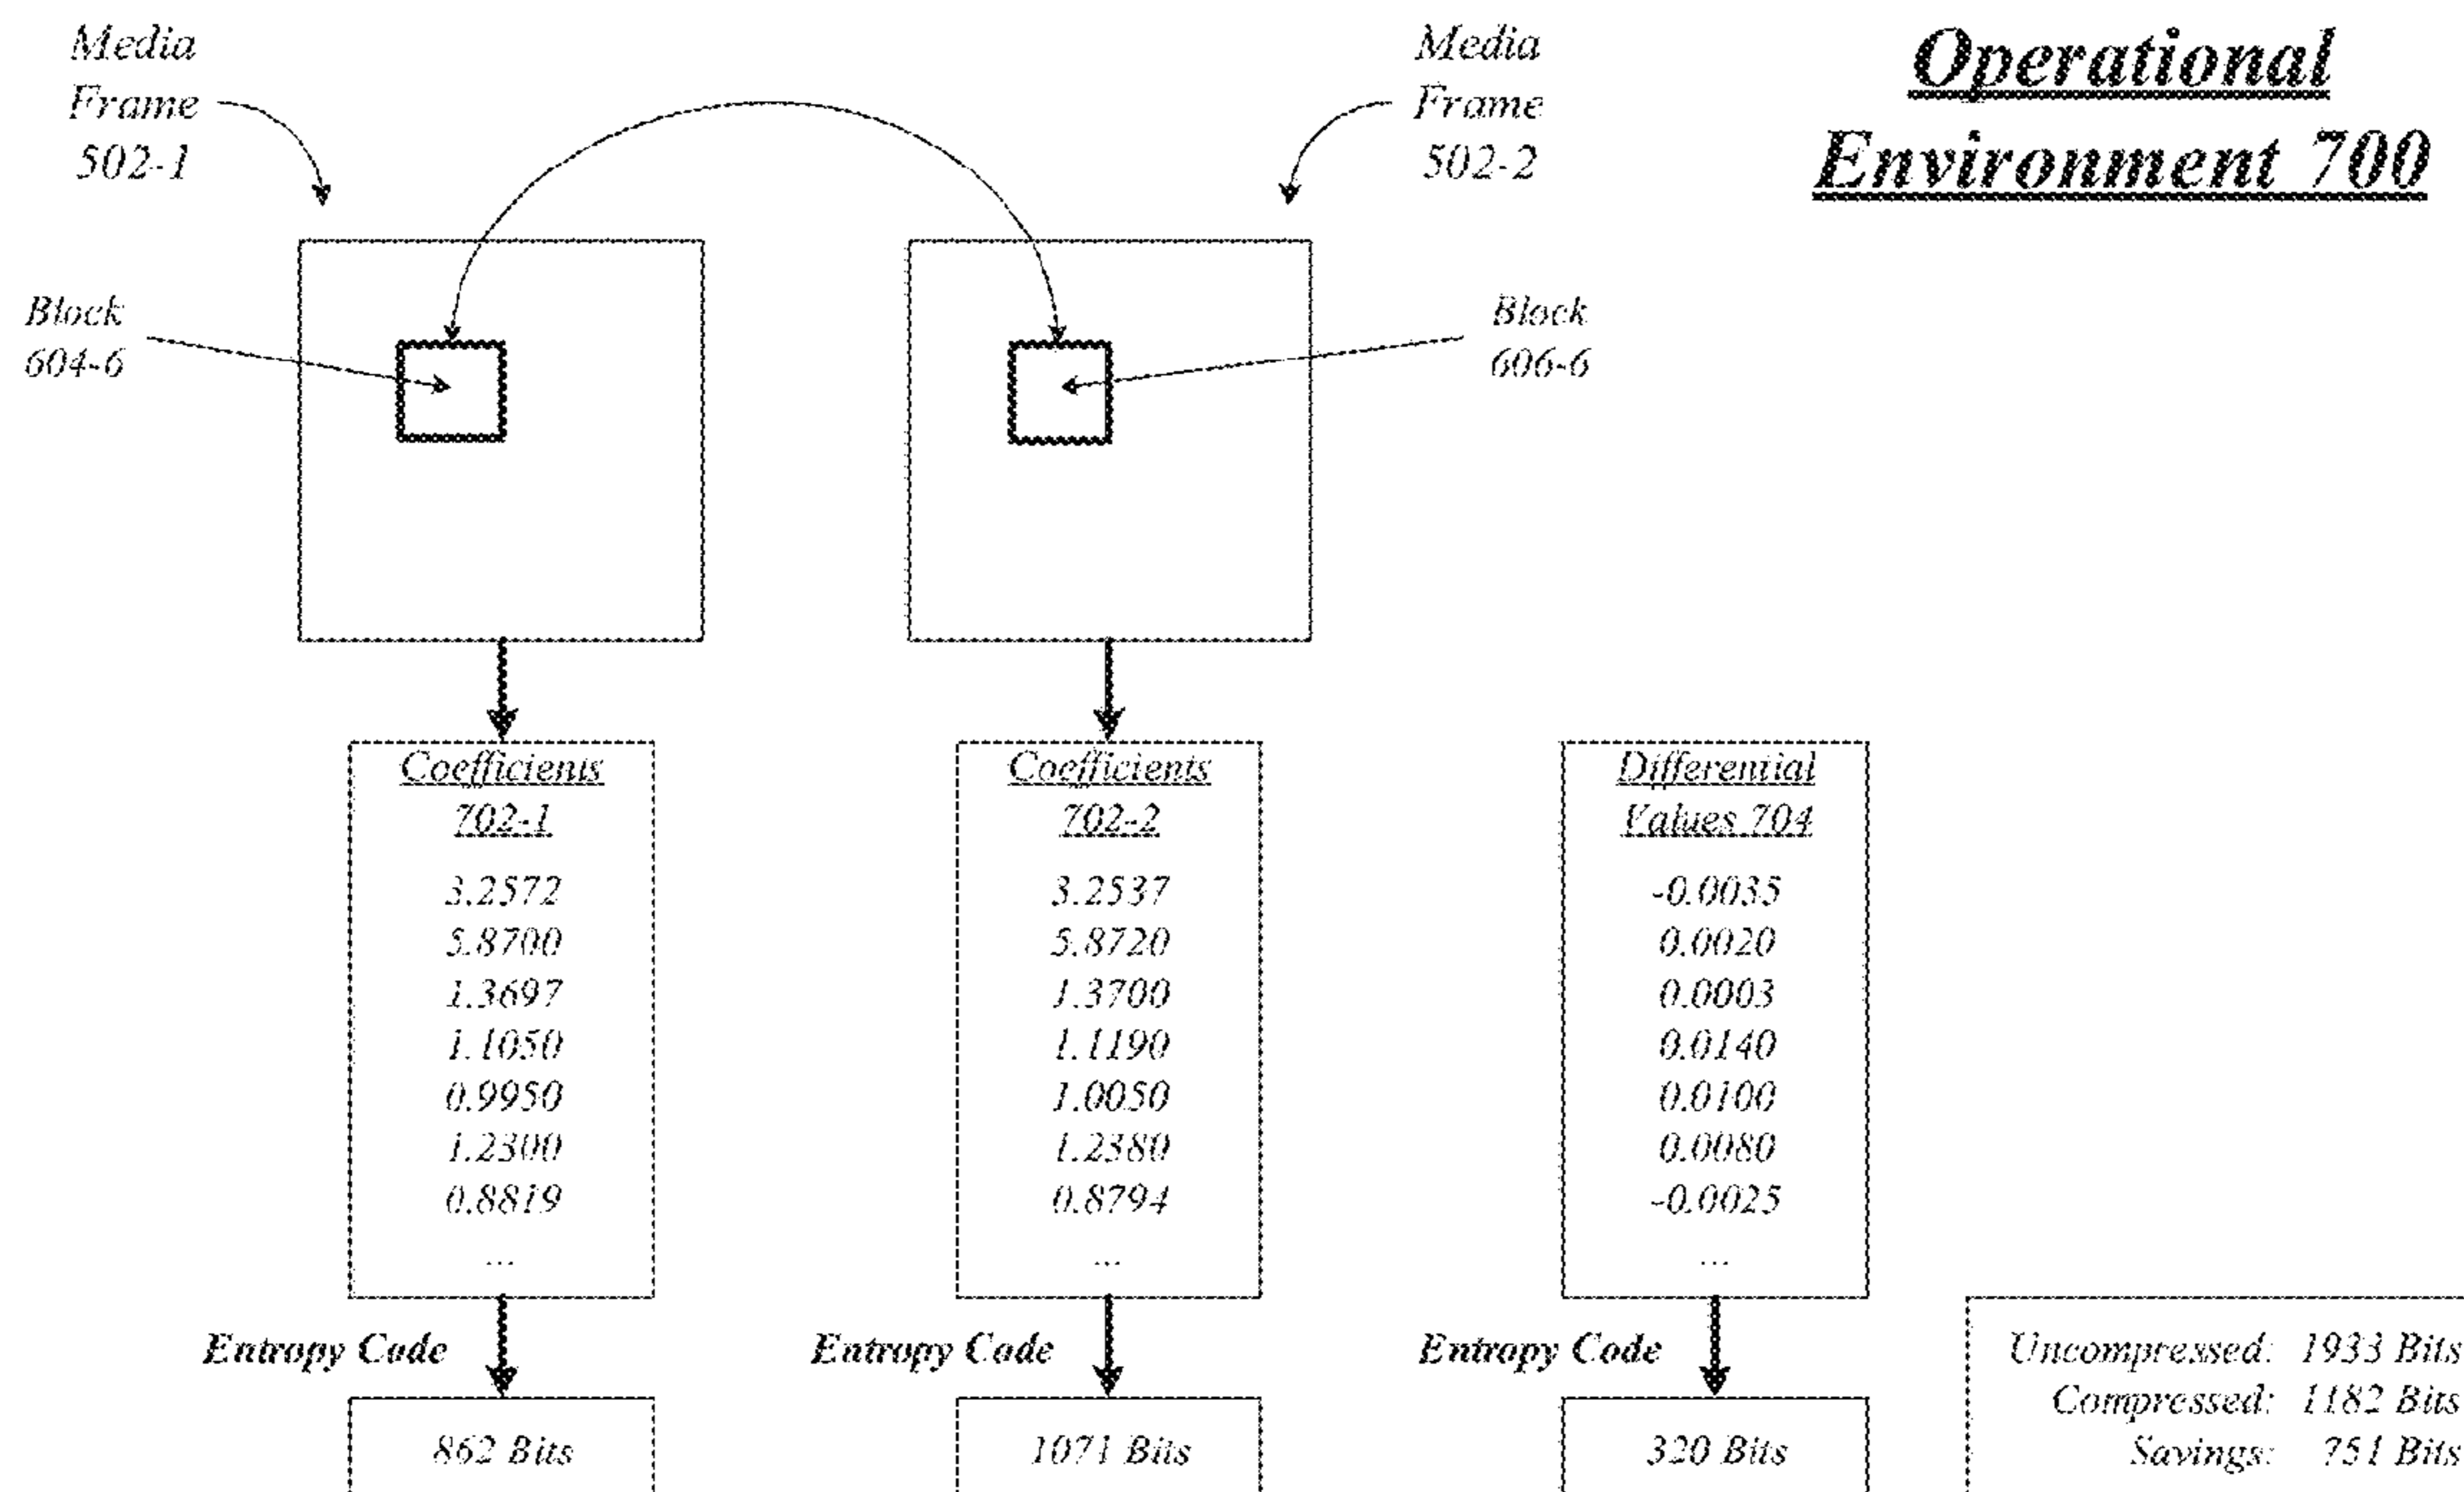 Media
Frame
502-1
Media
Frame
502-2
Operational
Environment 700
Block
604-6
Block
606-6
Coefficients
702-1
3.2572
5.8700
1.3697
1.1050
0.9950
1.2300
0.8819
...
Coefficients
702-2
3.2537
5.8720
1.3700
1.1190
1.0050
1.2380
0.8794
...
Differential
Values 704
-0.0035
0.0020
0.0003
0.0140
0.0100
0.0080
-0.0025
...
Entropy Code
Entropy Code
Entropy Code
862 Bits
1071 Bits
320 Bits
Uncompressed: 1933 Bits
Compressed: 1182 Bits
Savings: 751 Bits